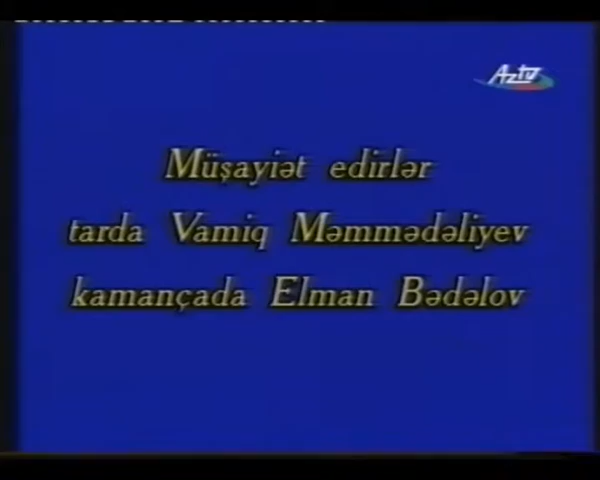 AzTV
Müşayiət edirlər
tarda Vamiq Məmmədəliyev
kamançada Elman Bədəlov